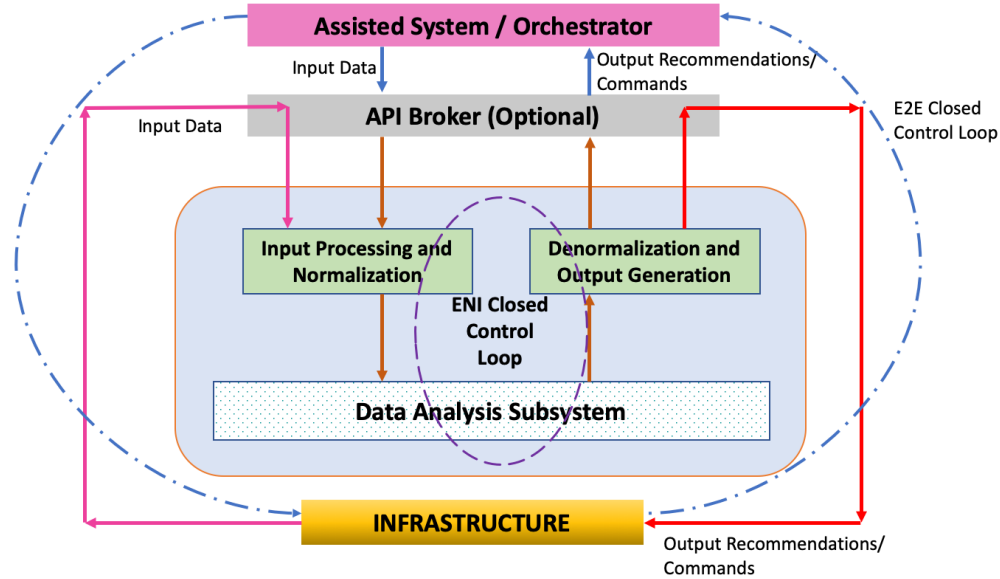 Assisted System / Orchestrator
Input Data
Output Recommendations/
Commands
API Broker (Optional)
Input Data
E2E Closed
Control Loop
Input Processing and
Normalization
Denormalization and
Output Generation
ENI Closed
Control
Loop
Data Analysis Subsystem
INFRASTRUCTURE
Output Recommendations/
Commands